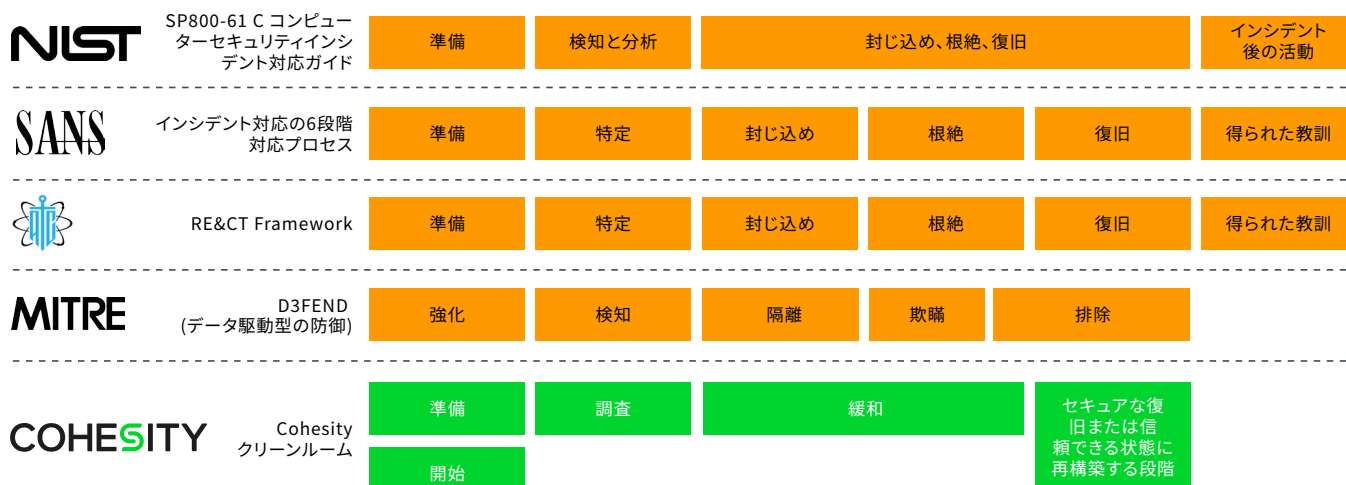 NIST
SP800-61 C コンピュー
ターセキュリティインシ
デント対応ガイド
準備
検知と分析
封じ込め、根絶、復旧
インシデント
後の活動
SANS
インシデント対応の6段階
対応プロセス
準備
特定
封じ込め
根絶
復旧
得られた教訓
RE&CT Framework
準備
特定
封じ込め
根絶
復旧
得られた教訓
MITRE
D3FEND
(データ駆動型の防御)
強化
検知
隔離
欺瞞
排除
COHESITY
Cohesity
クリーンルーム
準備
調査
緩和
セキュアな復
旧または信
頼できる状態に
再構築する段階
開始